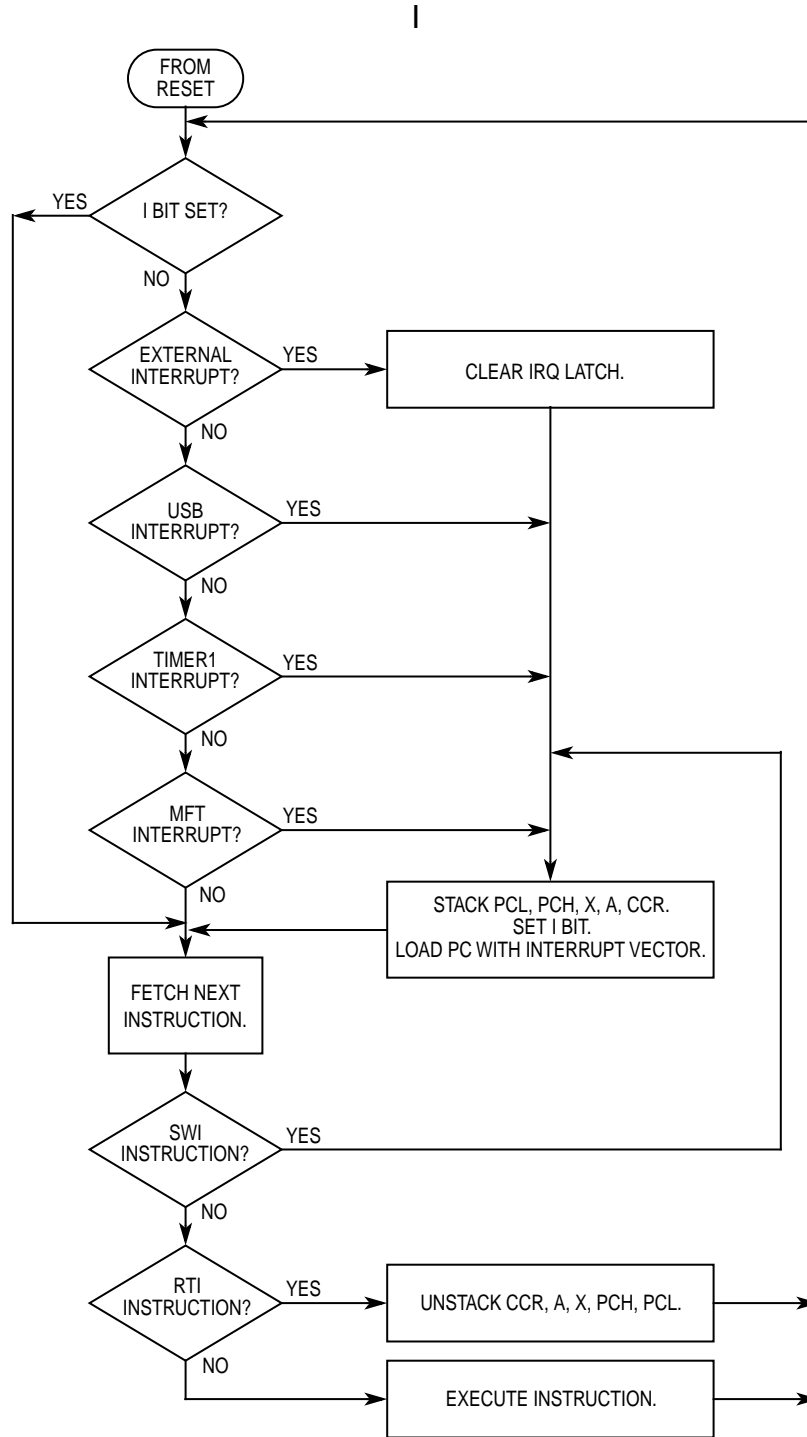 I
FROM
RESET
YES
I BIT SET?
NO
EXTERNAL
INTERRUPT?
YES
CLEAR IRQ LATCH.
NO
USB
INTERRUPT?
YES
NO
TIMER1
INTERRUPT?
YES
NO
MFT
INTERRUPT?
YES
NO
STACK PCL, PCH, X, A, CCR.
SET I BIT.
LOAD PC WITH INTERRUPT VECTOR.
FETCH NEXT
INSTRUCTION.
SWI
INSTRUCTION?
YES
NO
RTI
INSTRUCTION?
YES
UNSTACK CCR, A, X, PCH, PCL.
NO
EXECUTE INSTRUCTION.